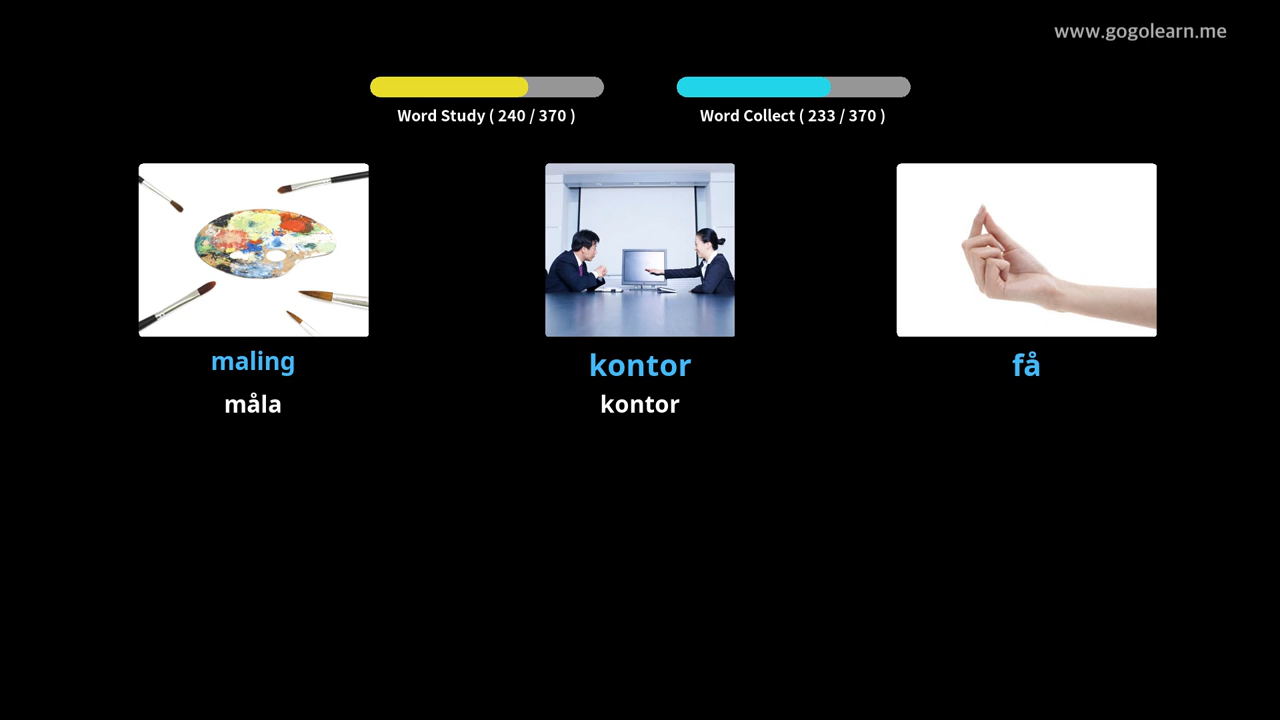 www.gogolearn.me
Word Study ( 240 / 370 )
Word Collect ( 233 / 370 )
maling
måla
kontor
kontor
få